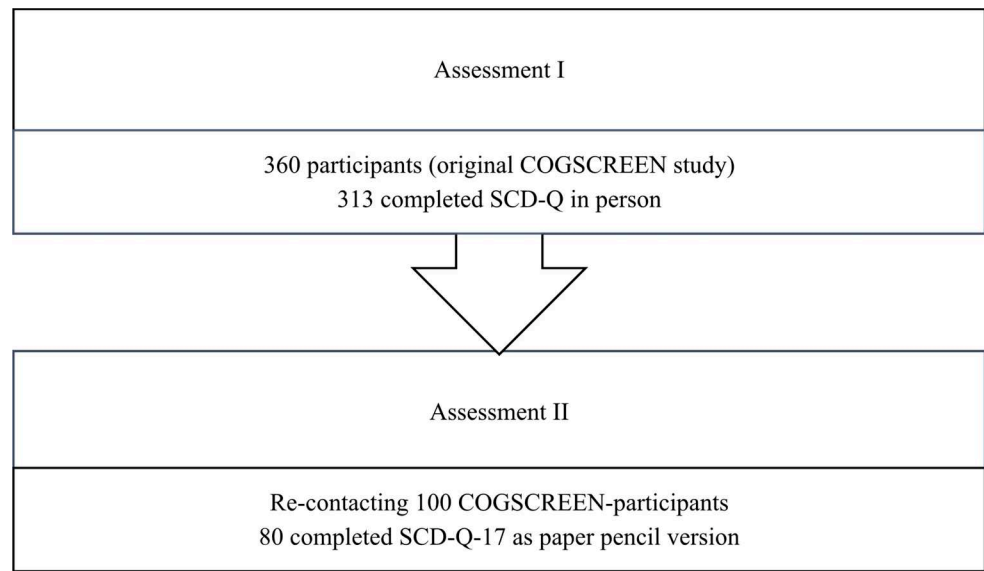 Assessment I
360 participants (original COGSCREEN study)
313 completed SCD-Q in person
Assessment II
Re-contacting 100 COGSCREEN-participants
80 completed SCD-Q-17 as paper pencil version